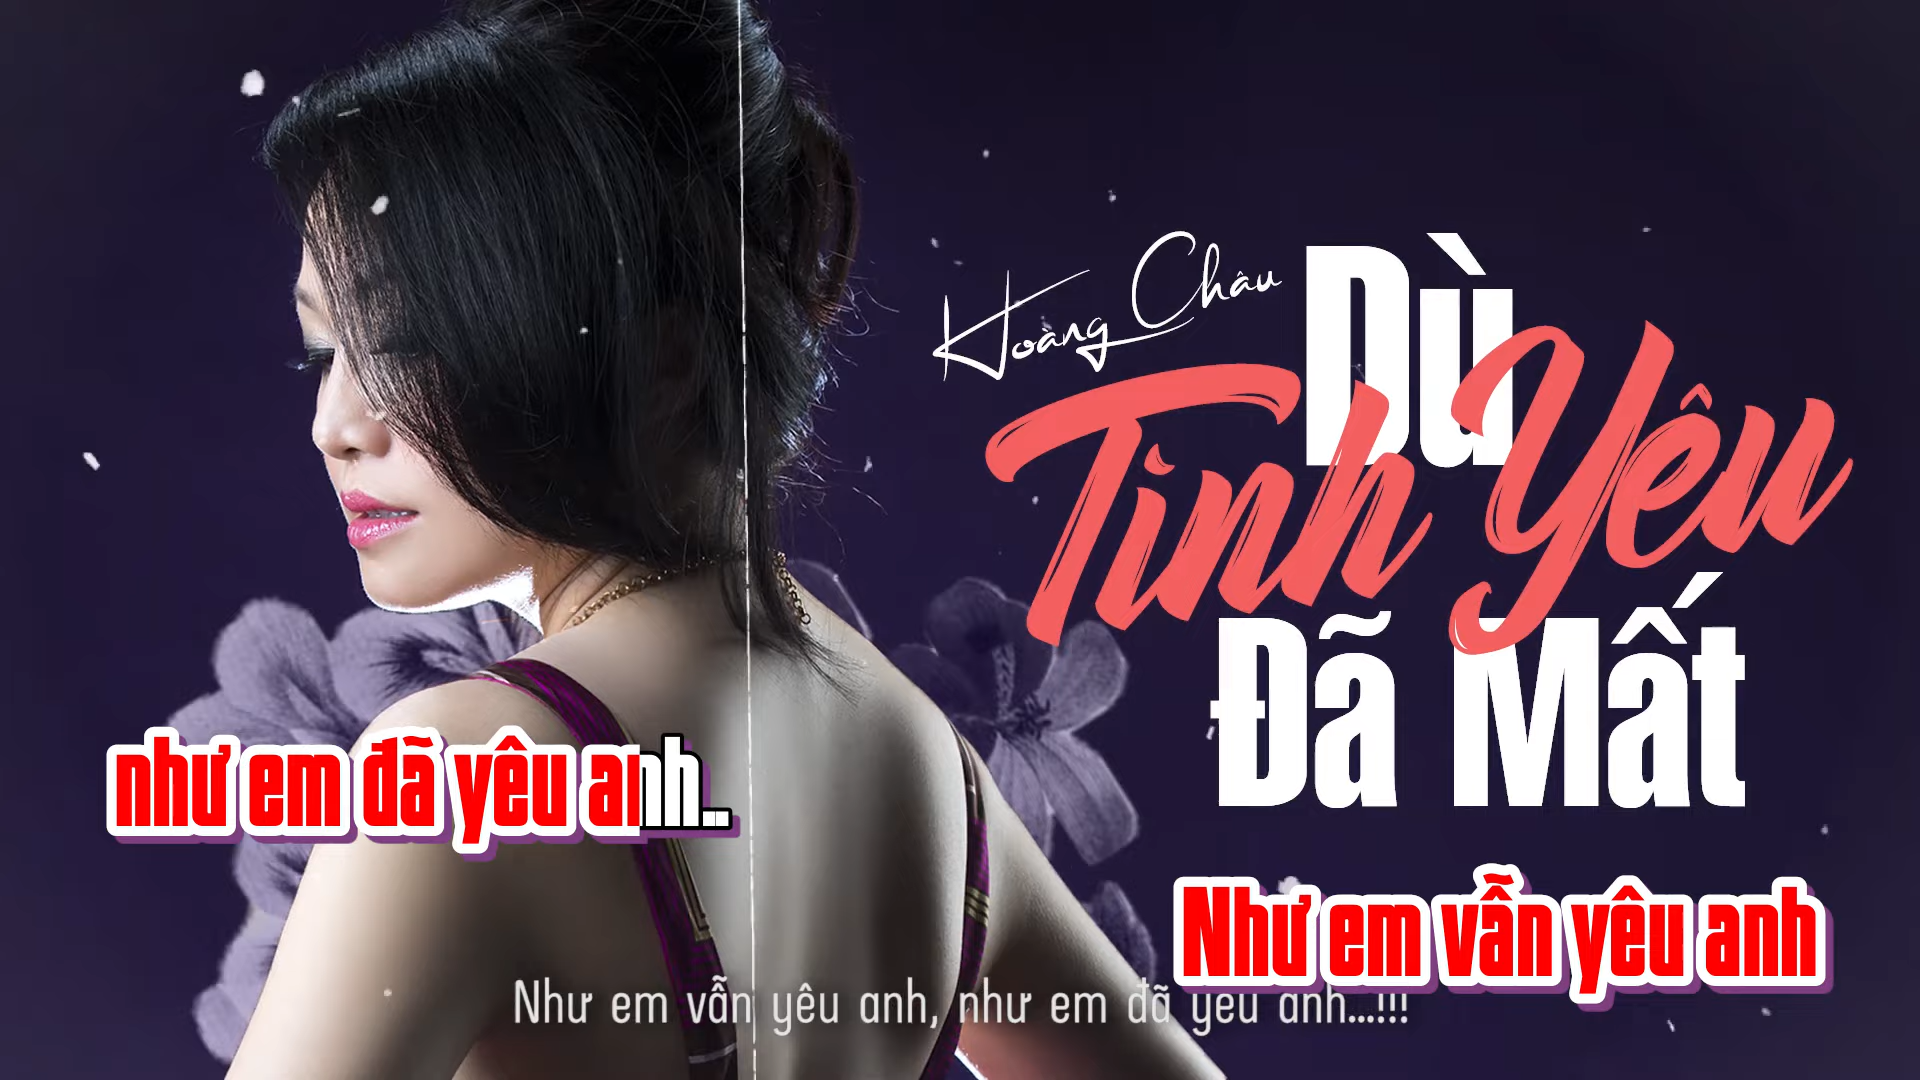 Hoàng Châu
Dù
Tình Yêu
Đã Mất
như em đã yêu anh..
Như em vẫn yêu anh
Như em vẫn yêu anh, như em đã yêu anh...!!!